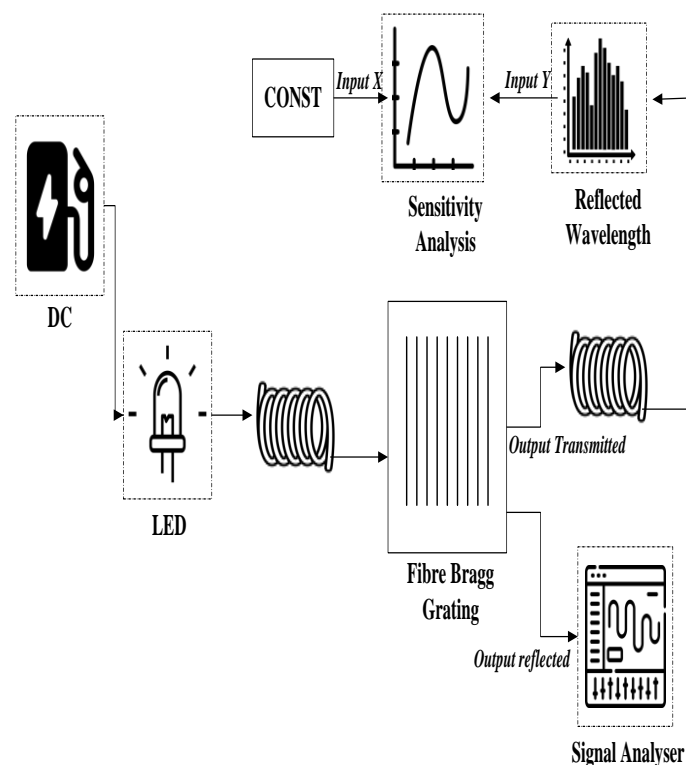 CONST
Input X
Input Y
Sensitivity
Analysis
Reflected
Wavelength
DC
LED
Output Transmitted
Fibre Bragg
Grating
Output reflected
Signal Analyser